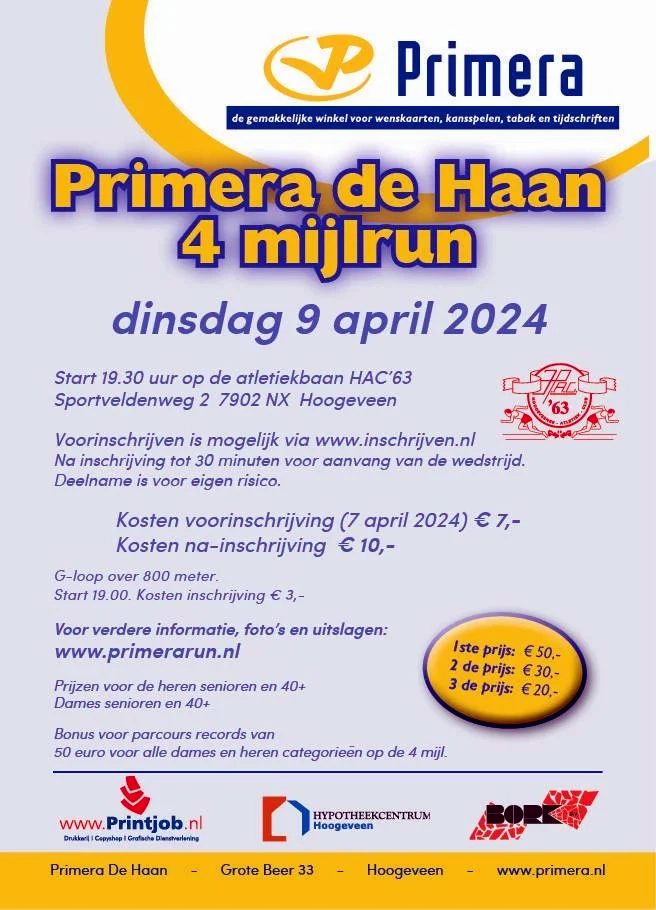 Primera
de gemakkelijke winkel voor wenskaarten, kansspelen, tabak en tijdschriften
Primera de Haan
4 mijlrun
dinsdag 9 april 2024
Start 19.30 uur op de atletiekbaan HAC'63
Sportveldenweg 2 7902 NX Hoogeveen
HAC
'63
Voorinschrijven is mogelijk via www.inschrijven.nl
Na inschrijving tot 30 minuten voor aanvang van de wedstrijd.
Deelname is voor eigen risico.
Kosten voorinschrijving (7 april 2024) € 7,-
Kosten na-inschrijving € 10,-
G-loop over 800 meter.
Start 19.00. Kosten inschrijving € 3,-
Voor verdere informatie, foto's en uitslagen:
www.primerarun.nl
1ste prijs: € 50,-
2 de prijs: € 30,-
3 de prijs: € 20,-
Prijzen voor de heren senioren en 40+
Dames senioren en 40+
Bonus voor parcours records van
50 euro voor alle dames en heren categorieën op de 4 mijl.
www.Printjob.nl
Drukkerij | Copyshop | Grafische Dienstverlening
HYPOTHEEKCENTRUM
Hoogeveen
BORK
Primera De Haan - Grote Beer 33 - Hoogeveen - www.primera.nl